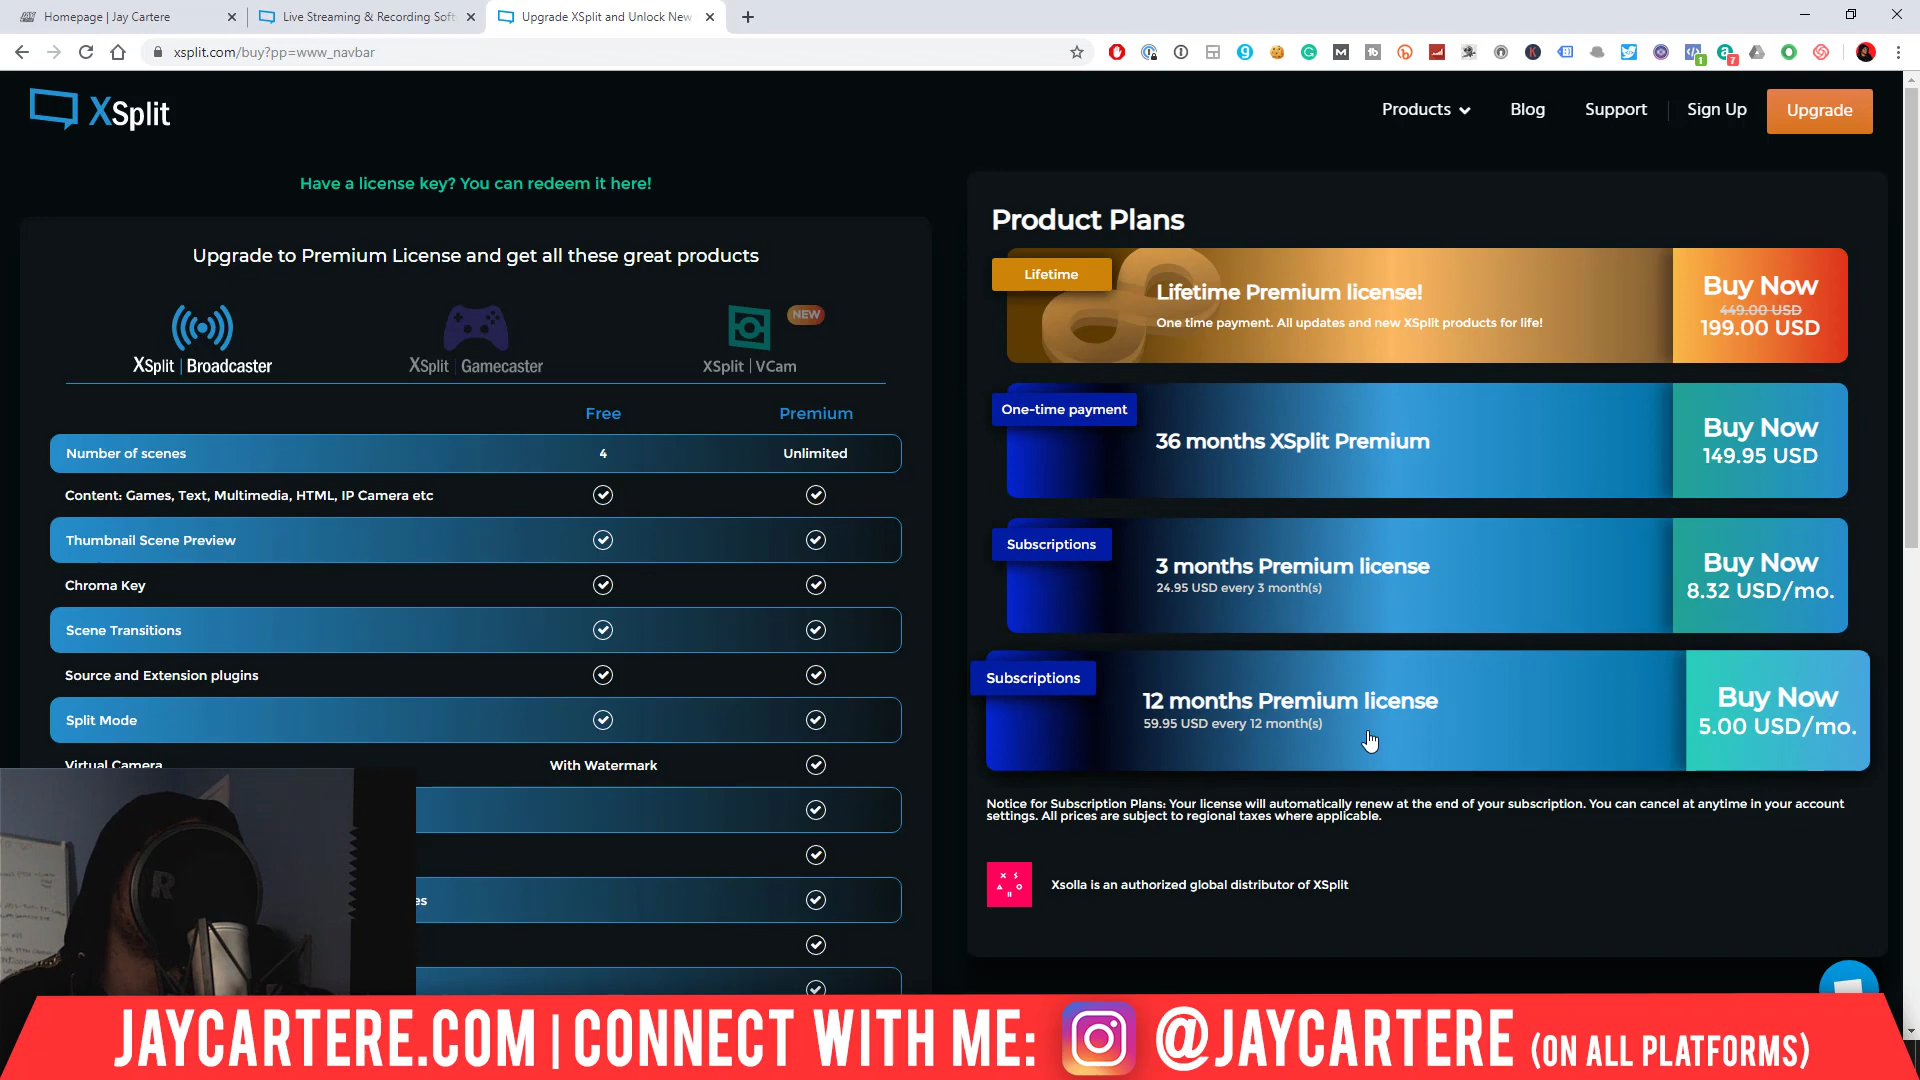 Homepage | Jay Cartere
Live Streaming & Recording Soft
Upgrade XSplit and Unlock New
xsplit.com/buy?pp=www_navbar
1
7
XSplit
Products
Blog
Support
Sign Up
Upgrade
Have a license key? You can redeem it here!
Upgrade to Premium License and get all these great products
NEW
XSplit | Broadcaster
XSplit | Gamecaster
XSplit | VCam
Free
Premium
Number of scenes
4
Unlimited
Content: Games, Text, Multimedia, HTML, IP Camera etc
Thumbnail Scene Preview
Chroma Key
Scene Transitions
Source and Extension plugins
Split Mode
Virtual Camera
With Watermark
es
Product Plans
Lifetime
Lifetime Premium license!
One time payment. All updates and new XSplit products for life!
Buy Now
449.00 USD
199.00 USD
One-time payment
36 months XSplit Premium
Buy Now
149.95 USD
Subscriptions
3 months Premium license
24.95 USD every 3 month(s)
Buy Now
8.32 USD/mo.
Subscriptions
12 months Premium license
59.95 USD every 12 month(s)
Buy Now
5.00 USD/mo.
Notice for Subscription Plans: Your license will automatically renew at the end of your subscription. You can cancel at anytime in your account
settings. All prices are subject to regional taxes where applicable.
Xsolla is an authorized global distributor of XSplit
JAYCARTERE.COM | CONNECT WITH ME: @JAYCARTERE (ON ALL PLATFORMS)